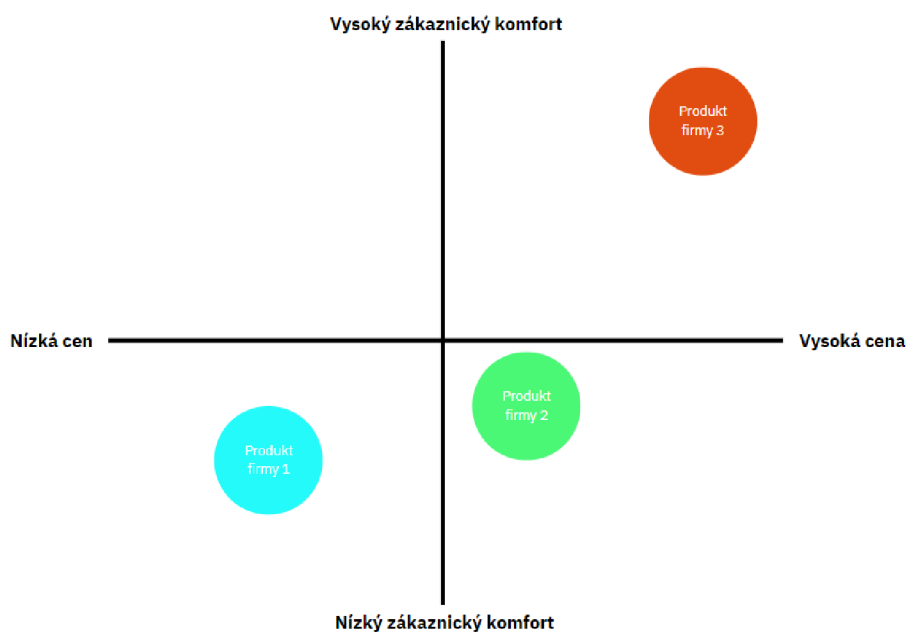 Vysoký zákaznický komfort
Produkt
firmy 3
Nízká cen
Vysoká cena
Produkt
firmy 2
Produkt
firmy 1
Nízký zákaznický komfort